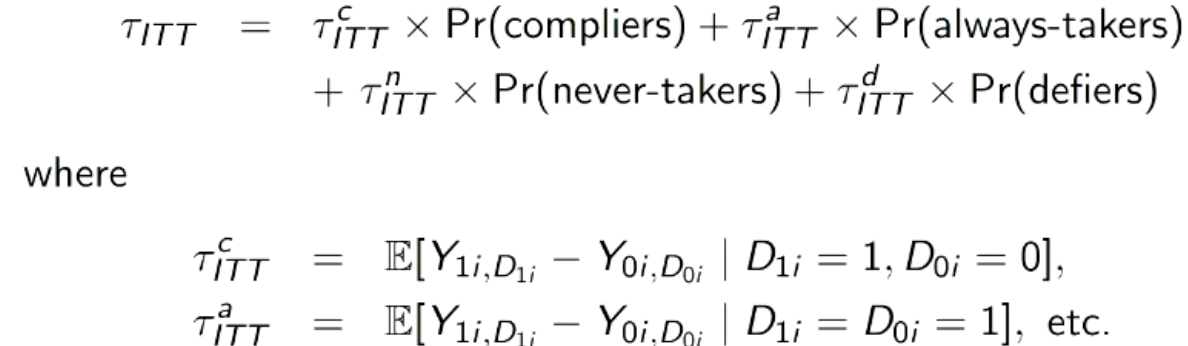 τ_ITT = τ^c_ITT × Pr(compliers) + τ^a_ITT × Pr(always-takers)
+ τ^n_ITT × Pr(never-takers) + τ^d_ITT × Pr(defiers)
where
τ^c_ITT = 𝔼[Y_{1i,D_{1i}} − Y_{0i,D_{0i}} | D_{1i} = 1, D_{0i} = 0],
τ^a_ITT = 𝔼[Y_{1i,D_{1i}} − Y_{0i,D_{0i}} | D_{1i} = D_{0i} = 1], etc.